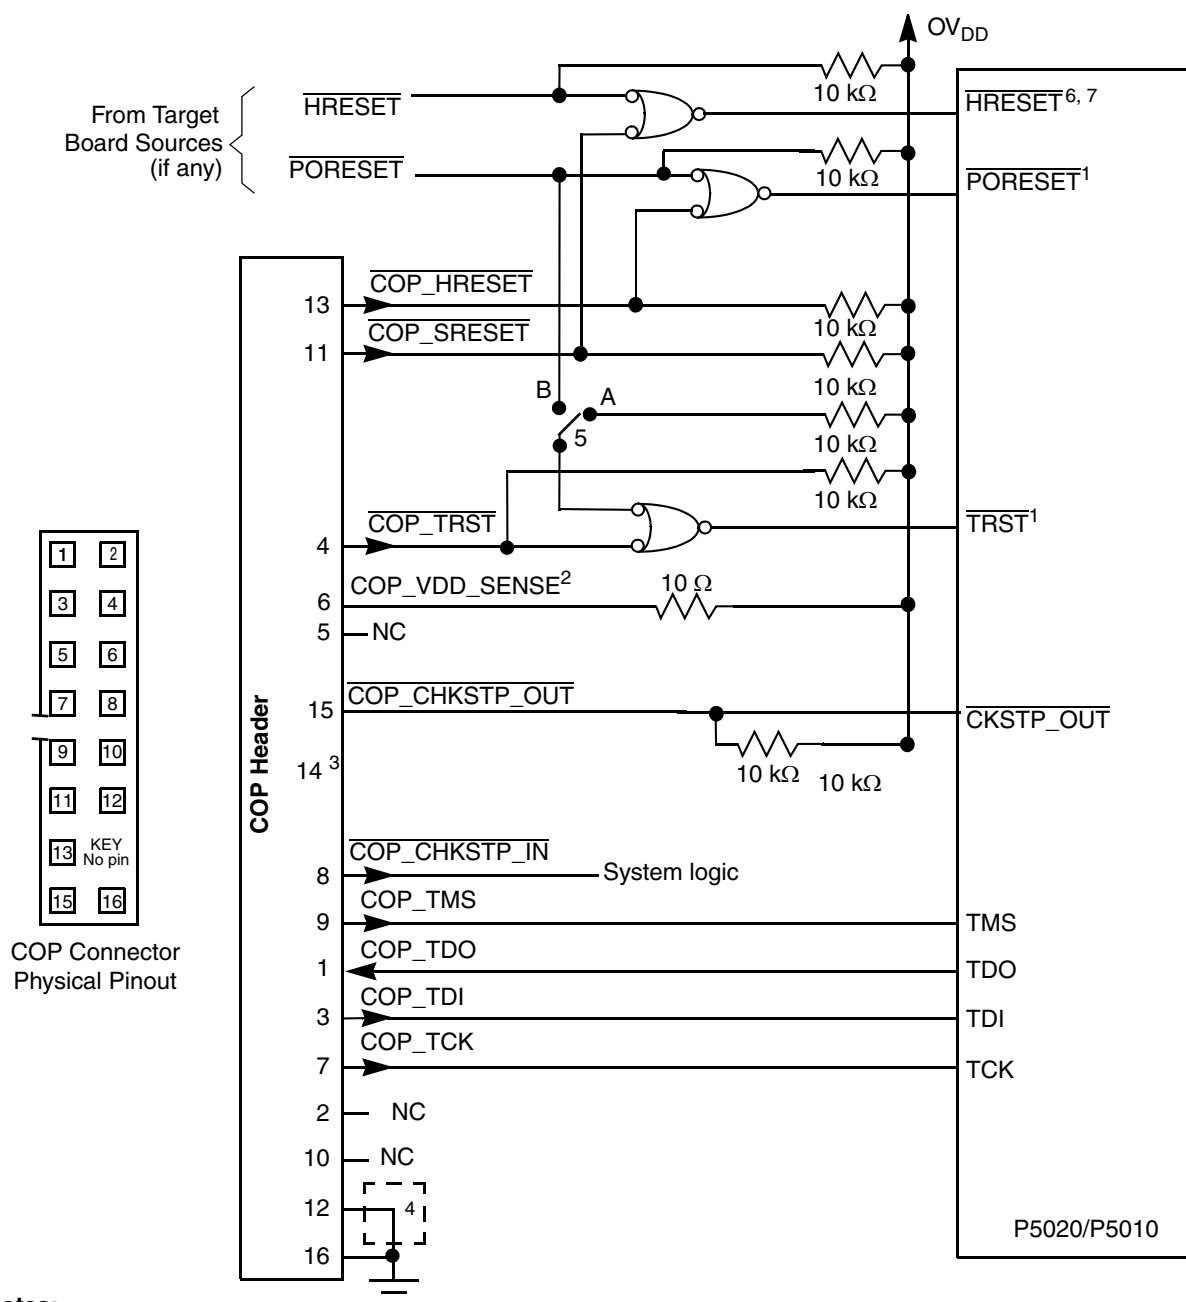 OVDD
10 kΩ
From Target
Board Sources
(if any)
HRESET
HRESET6, 7
PORESET
10 kΩ
PORESET1
COP_HRESET
13
10 kΩ
COP_SRESET
11
10 kΩ
B
A
5
10 kΩ
10 kΩ
COP_TRST
4
TRST1
COP_VDD_SENSE2
10 Ω
6
5
NC
COP_CHKSTP_OUT
15
CKSTP_OUT
10 kΩ
10 kΩ
14 3
COP Header
COP_CHKSTP_IN
8
System logic
COP_TMS
9
TMS
COP_TDO
1
TDO
COP_TDI
3
TDI
COP_TCK
7
TCK
2
NC
10
NC
12
4
16
P5020/P5010
1 2
3 4
5 6
7 8
9 10
11 12
13 KEY
No pin
15 16
COP Connector
Physical Pinout